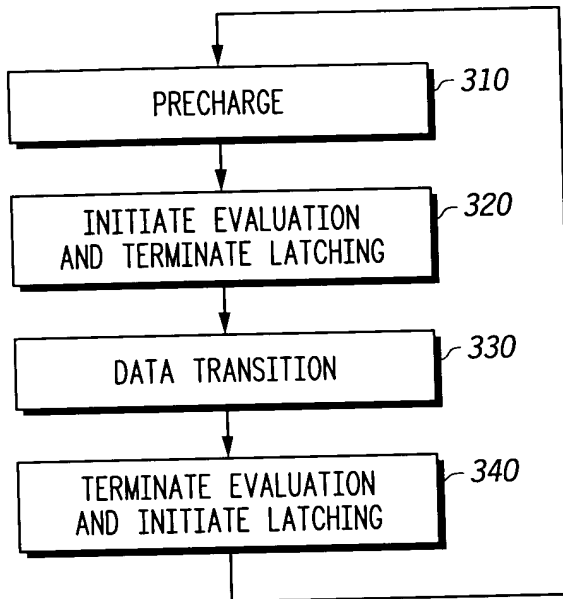 PRECHARGE
310
INITIATE EVALUATION
AND TERMINATE LATCHING
320
DATA TRANSITION
330
TERMINATE EVALUATION
AND INITIATE LATCHING
340